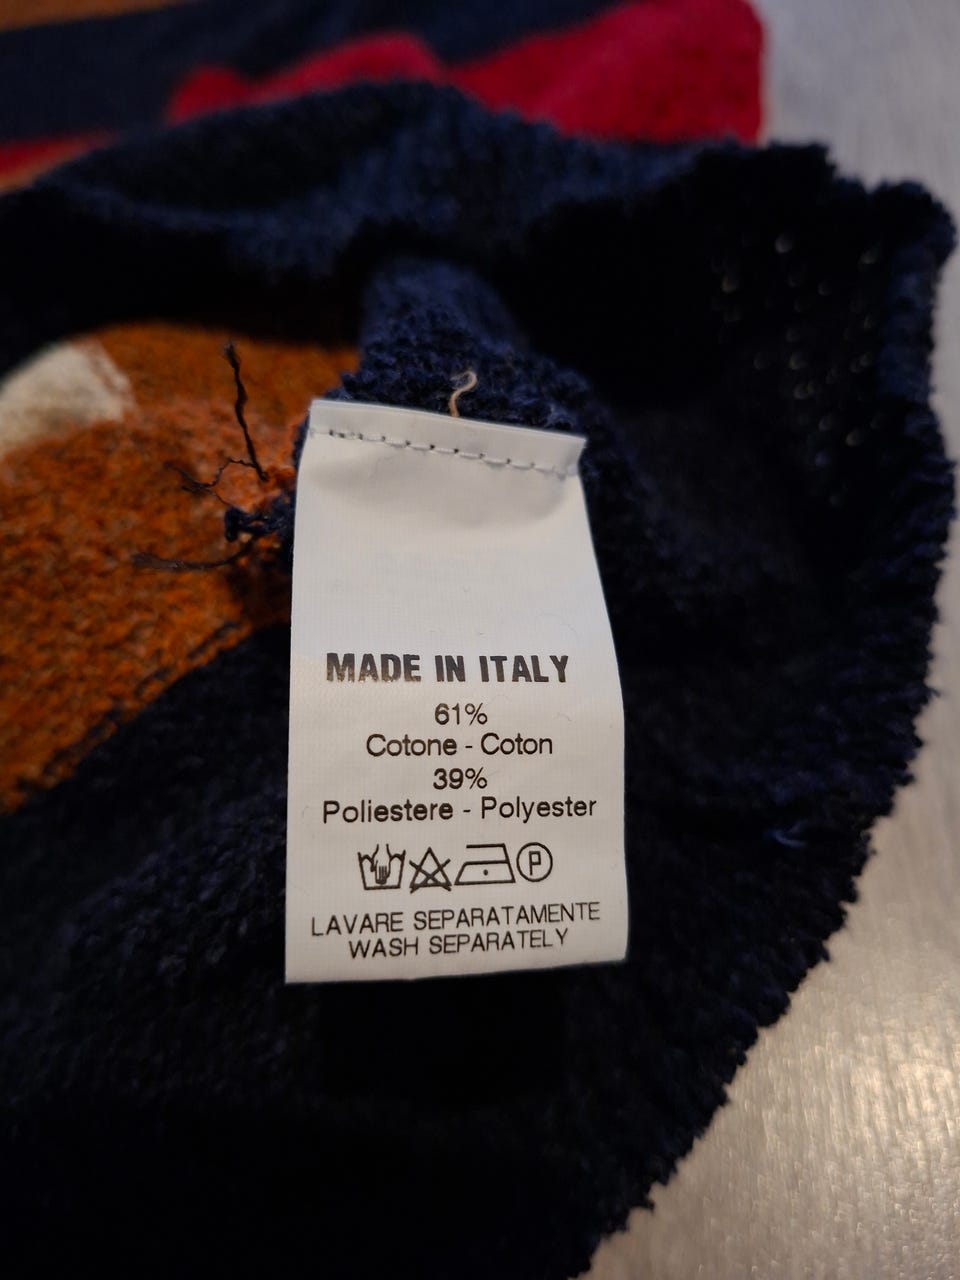 MADE IN ITALY
61%
Cotone - Coton
39%
Poliestere - Polyester
P
LAVARE SEPARATAMENTE
WASH SEPARATELY